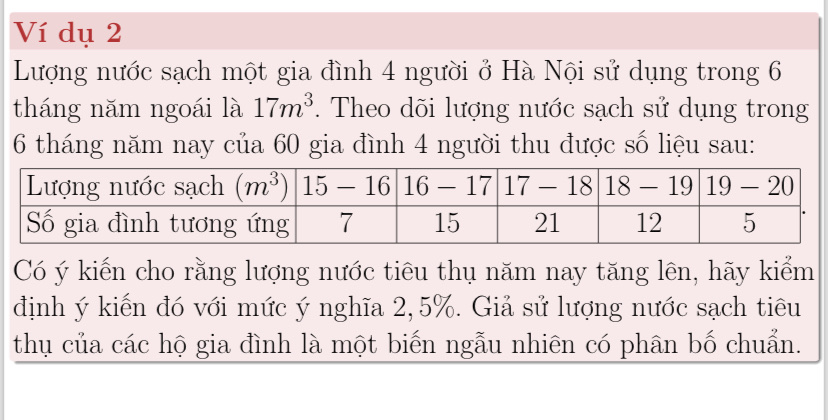 Ví dụ 2
Lượng nước sạch một gia đình 4 người ở Hà Nội sử dụng trong 6
tháng năm ngoái là 17m³. Theo dõi lượng nước sạch sử dụng trong
6 tháng năm nay của 60 gia đình 4 người thu được số liệu sau:
Lượng nước sạch (m³) 15 − 16 16 − 17 17 − 18 18 − 19 19 − 20
Số gia đình tương ứng 7 15 21 12 5 .
Có ý kiến cho rằng lượng nước tiêu thụ năm nay tăng lên, hãy kiểm
định ý kiến đó với mức ý nghĩa 2, 5%. Giả sử lượng nước sạch tiêu
thụ của các hộ gia đình là một biến ngẫu nhiên có phân bố chuẩn.